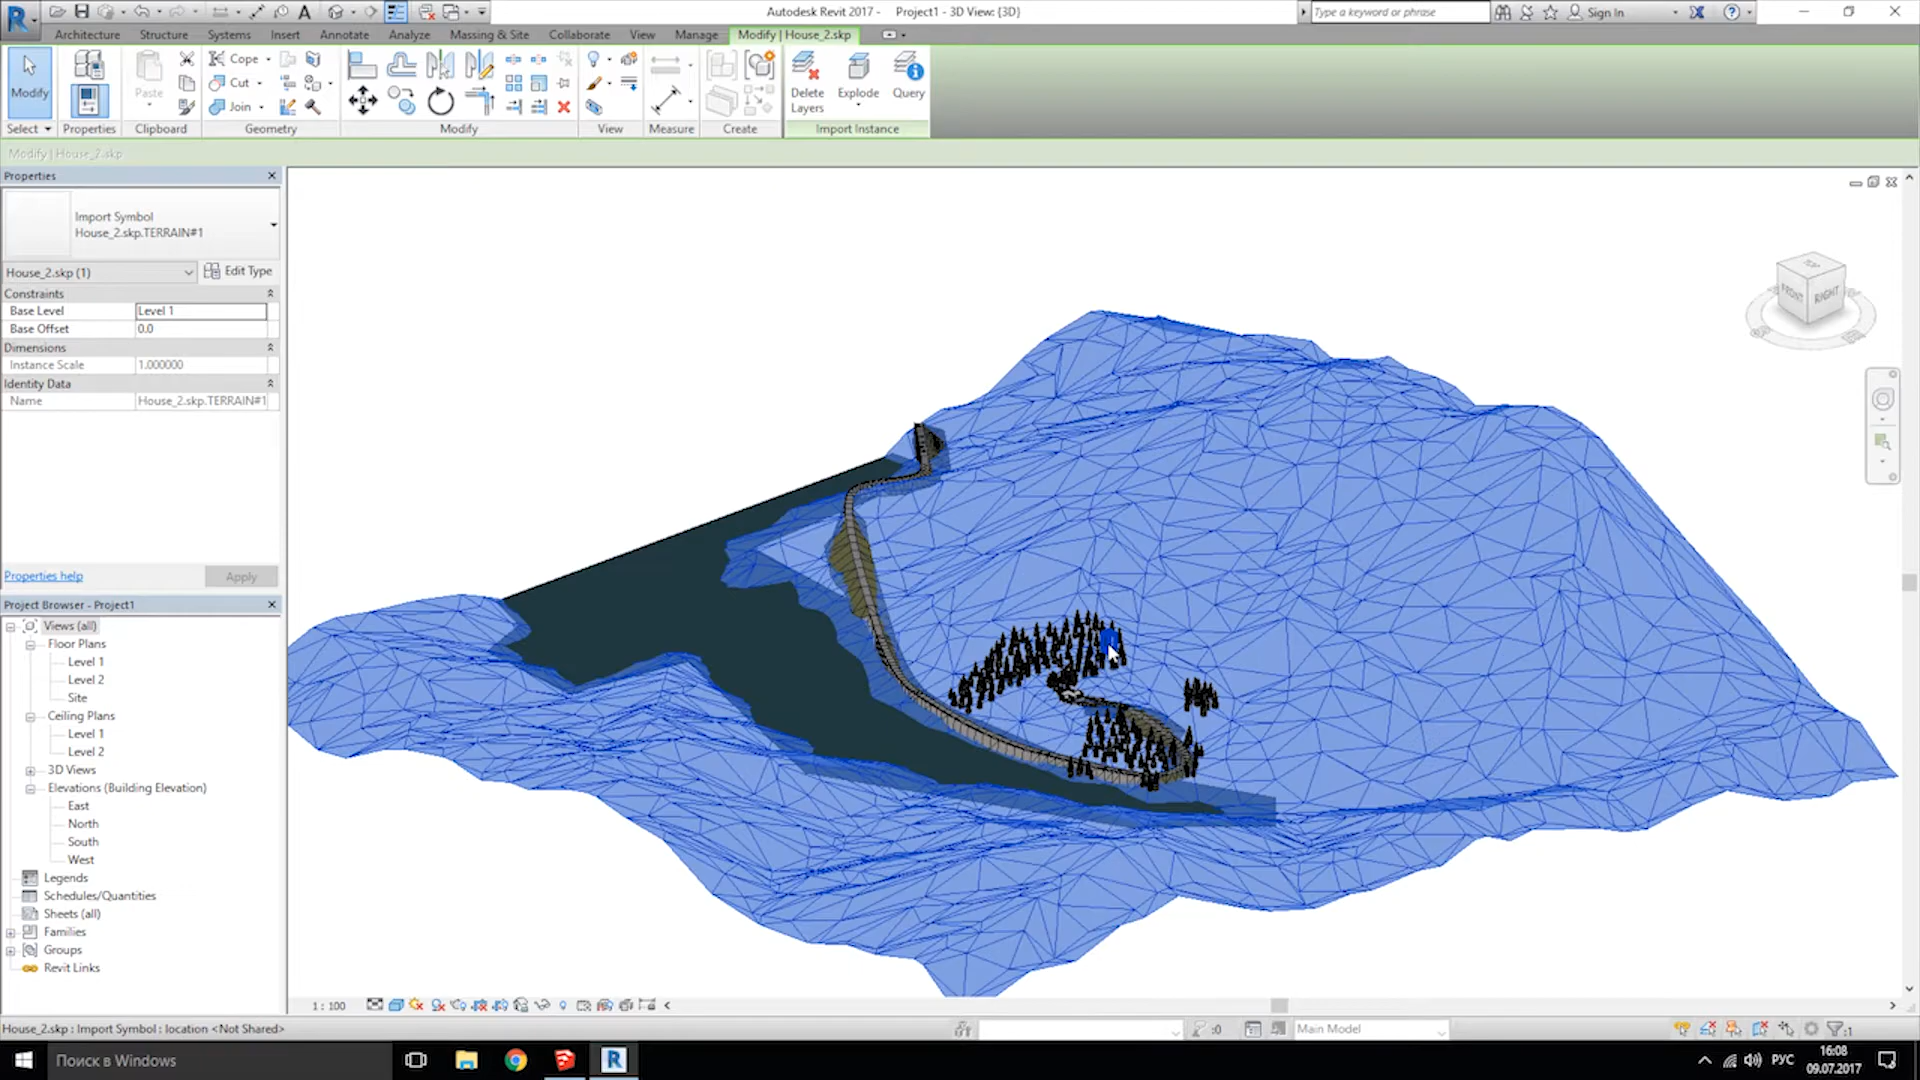 Autodesk Revit 2017 -     Project1 - 3D View: {3D}
Type a keyword or phrase
Sign In
Architecture Structure Systems Insert Annotate Analyze Massing & Site Collaborate View Manage Modify | House_2.skp
Modify
Paste
Cope
Cut
Join
Delete Layers
Explode
Query
Select Properties Clipboard Geometry Modify View Measure Create Import Instance
Modify | House_2.skp
Properties
Import Symbol
House_2.skp.TERRAIN#1
House_2.skp (1)
Edit Type
Constraints
Base Level Level 1
Base Offset 0.0
Dimensions
Instance Scale 1.000000
Identity Data
Name House_2.skp.TERRAIN#1
Properties help
Apply
Project Browser - Project1
Views (all)
Floor Plans
Level 1
Level 2
Site
Ceiling Plans
Level 1
Level 2
3D Views
Elevations (Building Elevation)
East
North
South
West
Legends
Schedules/Quantities
Sheets (all)
Families
Groups
Revit Links
TOP
FRONT
RIGHT
1 : 100
House_2.skp : Import Symbol : location <Not Shared>
:0
Main Model
:1
Поиск в Windows
РУС
16:08
09.07.2017